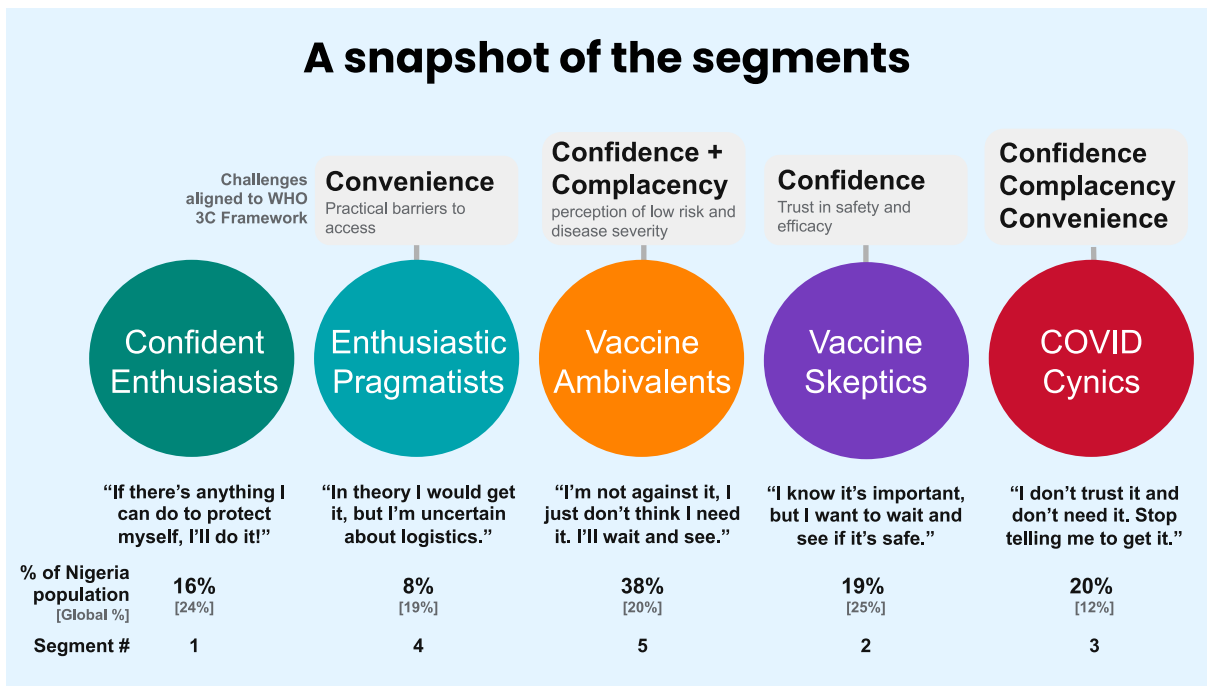 A snapshot of the segments
Challenges
aligned to WHO
3C Framework
Convenience
Practical barriers to
access
Confidence +
Complacency
perception of low risk and
disease severity
Confidence
Trust in safety and
efficacy
Confidence
Complacency
Convenience
Confident
Enthusiasts
Enthusiastic
Pragmatists
Vaccine
Ambivalents
Vaccine
Skeptics
COVID
Cynics
“If there’s anything I
can do to protect
myself, I’ll do it!”
“In theory I would get
it, but I’m uncertain
about logistics.”
“I’m not against it, I
just don’t think I need
it. I’ll wait and see.”
“I know it’s important,
but I want to wait and
see if it’s safe.”
“I don’t trust it and
don’t need it. Stop
telling me to get it.”
% of Nigeria
population
[Global %]
16%
[24%]
8%
[19%]
38%
[20%]
19%
[25%]
20%
[12%]
Segment # 1 4 5 2 3